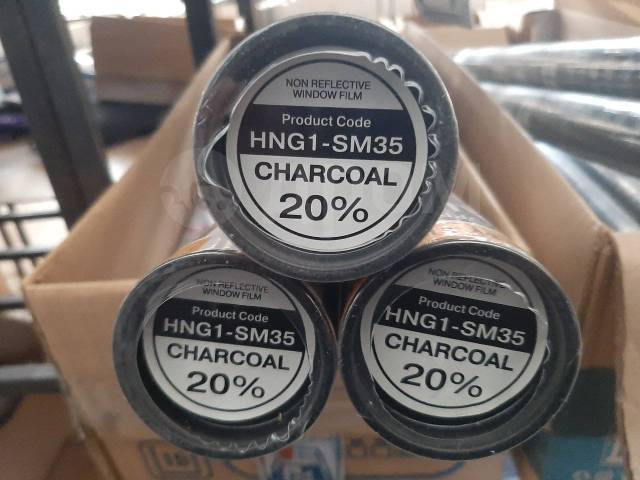 NON REFLECTIVE
WINDOW FILM
Product Code
HNG1-SM35
CHARCOAL
20%
NON REFLECTIVE
WINDOW FILM
Product Code
HNG1-SM35
CHARCOAL
20%
NON REFLECTIVE
WINDOW FILM
Product Code
HNG1-SM35
CHARCOAL
20%